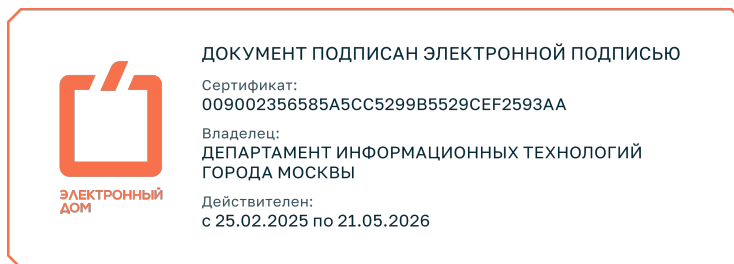 ДОКУМЕНТ ПОДПИСАН ЭЛЕКТРОННОЙ ПОДПИСЬЮ
Сертификат:
009002356585A5CC5299B5529CEF2593AA
Владелец:
ДЕПАРТАМЕНТ ИНФОРМАЦИОННЫХ ТЕХНОЛОГИЙ
ГОРОДА МОСКВЫ
Действителен:
с 25.02.2025 по 21.05.2026
ЭЛЕКТРОННЫЙ
ДОМ